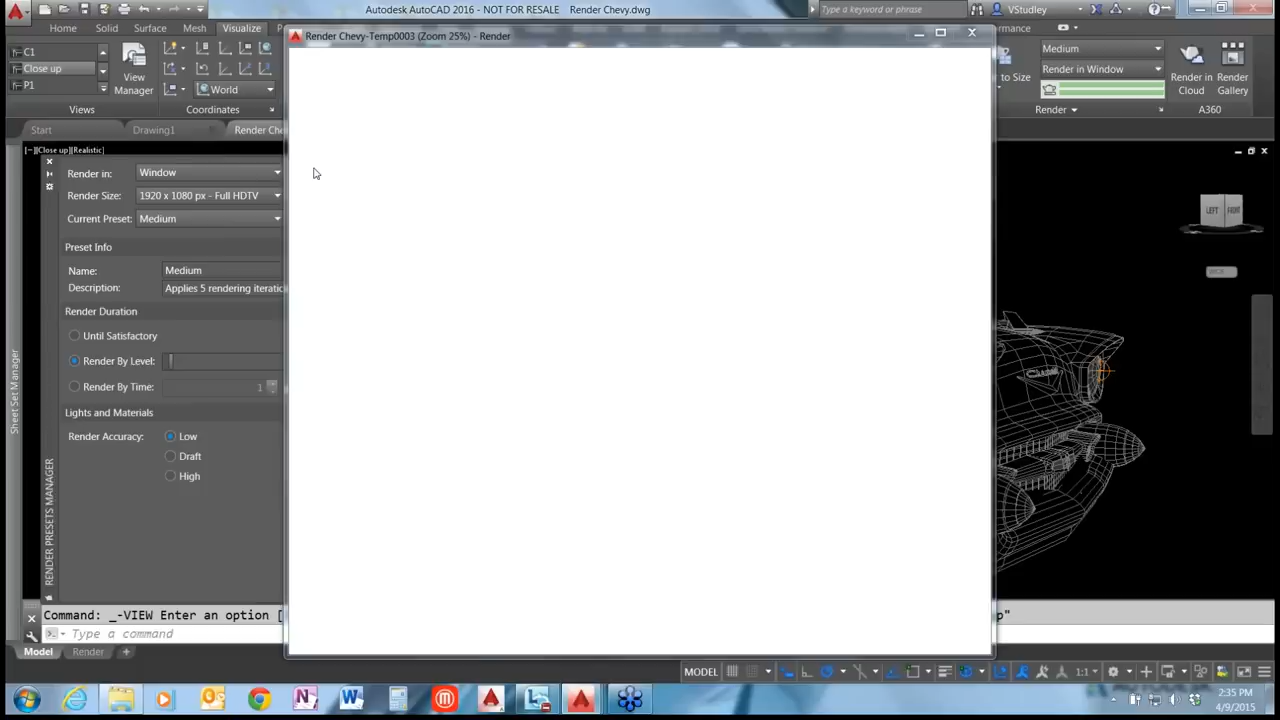 Autodesk AutoCAD 2016 - NOT FOR RESALE Render Chevy.dwg
Type a keyword or phrase
VStudley
Home Solid Surface Mesh Visualize
C1
Close up
P1
View
Manager
World
Views
Coordinates
Medium
to Size
Render in Window
Render in
Cloud
Render
Gallery
Render
A360
Start
Drawing1
[−][Close up][Realistic]
Render Chevy-Temp0003 (Zoom 25%) - Render
Render in: Window
Render Size: 1920 x 1080 px - Full HDTV
Current Preset: Medium
Preset Info
Name: Medium
Description: Applies 5 rendering
Render Duration
Until Satisfactory
Render By Level:
Render By Time: 1
Lights and Materials
Render Accuracy: Low
Draft
High
Sheet Set Manager
RENDER PRESETS MANAGER
LEFT FRONT
Command: _-VIEW Enter an option [ p"
Type a command
Model Render
MODEL
1:1
2:35 PM
4/9/2015